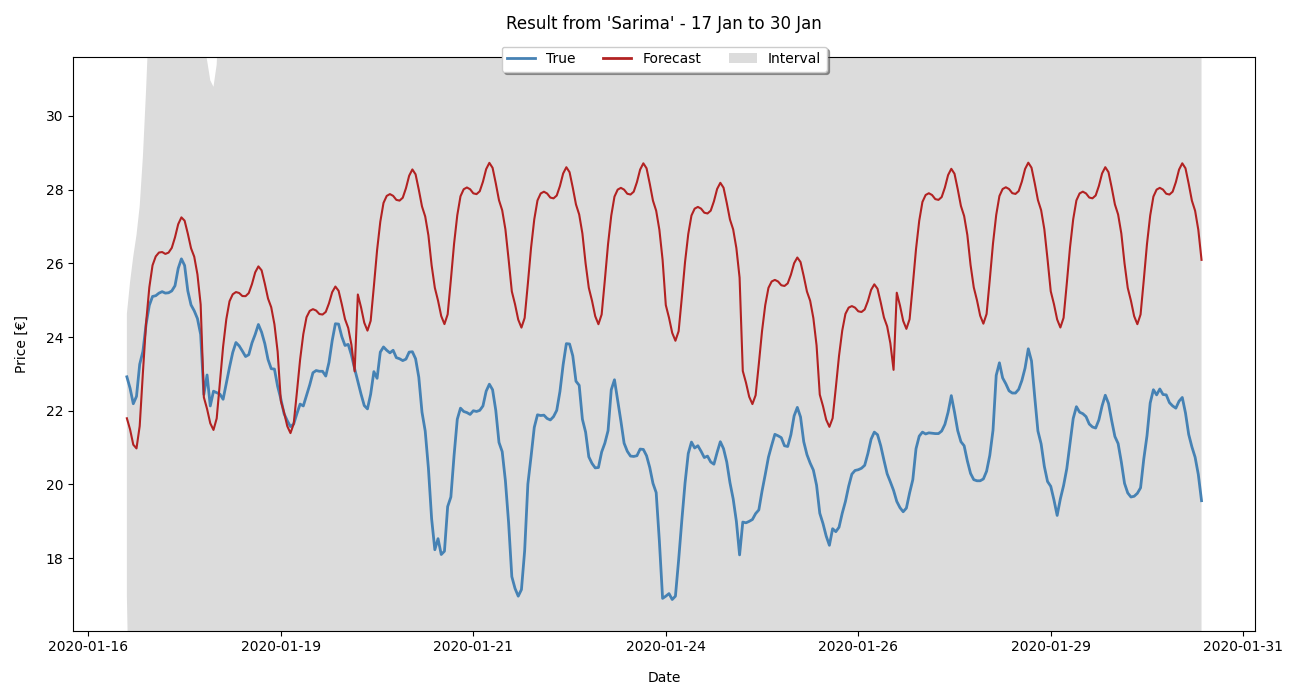 Result from 'Sarima' - 17 Jan to 30 Jan
True Forecast Interval
30
28
26
24
22
20
18
Price [€]
2020-01-16 2020-01-19 2020-01-21 2020-01-24 2020-01-26 2020-01-29 2020-01-31
Date